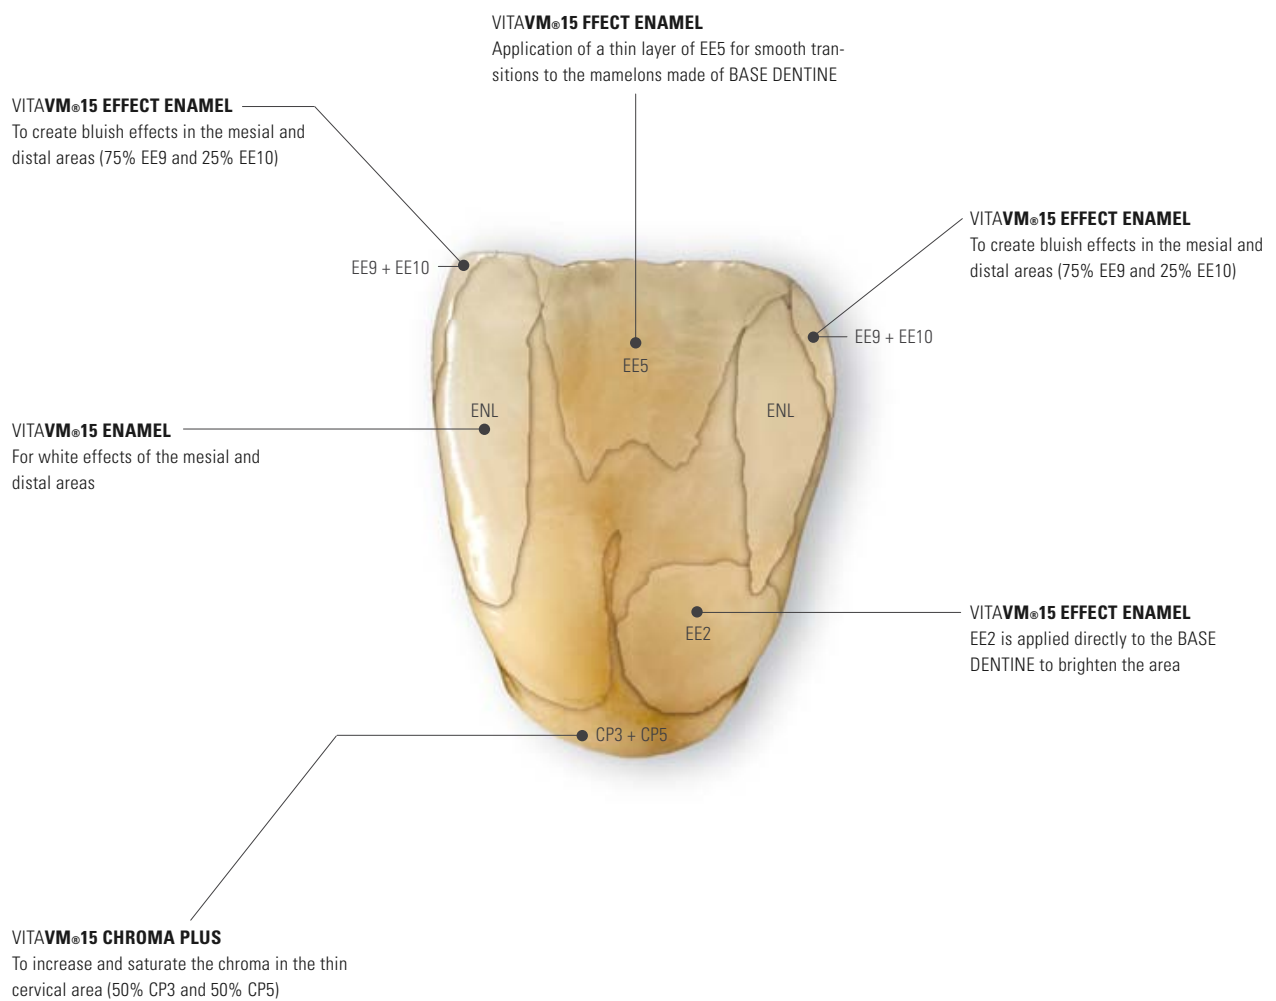 VITAVM®15 FFECT ENAMEL
Application of a thin layer of EE5 for smooth tran-
sitions to the mamelons made of BASE DENTINE
VITAVM®15 EFFECT ENAMEL
To create bluish effects in the mesial and
distal areas (75% EE9 and 25% EE10)
VITAVM®15 EFFECT ENAMEL
To create bluish effects in the mesial and
distal areas (75% EE9 and 25% EE10)
EE9 + EE10
EE9 + EE10
EE5
ENL
ENL
VITAVM®15 ENAMEL
For white effects of the mesial and
distal areas
VITAVM®15 EFFECT ENAMEL
EE2 is applied directly to the BASE
DENTINE to brighten the area
EE2
CP3 + CP5
VITAVM®15 CHROMA PLUS
To increase and saturate the chroma in the thin
cervical area (50% CP3 and 50% CP5)